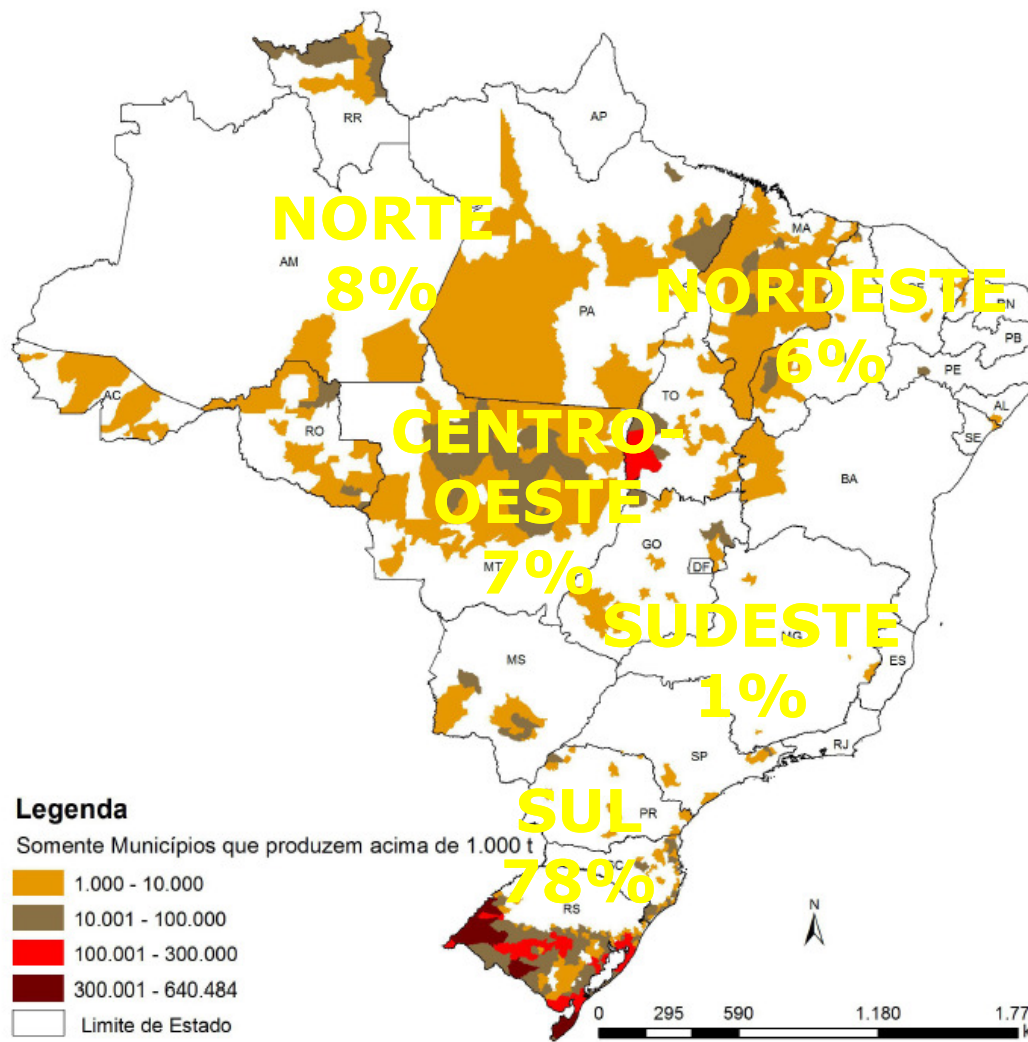 RR
AP
NORTE
8%
AM
MA
PA
NORDESTE
6%
RN
PB
PE
AL
SE
AC
RO
TO
BA
CENTRO-
OESTE
7%
MT
GO
DF
SUDESTE
1%
MG
ES
MS
SP
RJ
SUL
78%
PR
RS
Legenda
Somente Municípios que produzem acima de 1.000 t
1.000 - 10.000
10.001 - 100.000
100.001 - 300.000
300.001 - 640.484
Limite de Estado
N
0 295 590 1.180 1.77
k